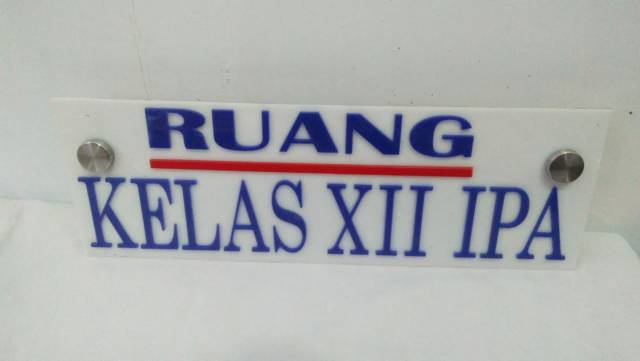 RUANG
KELAS XII IPA